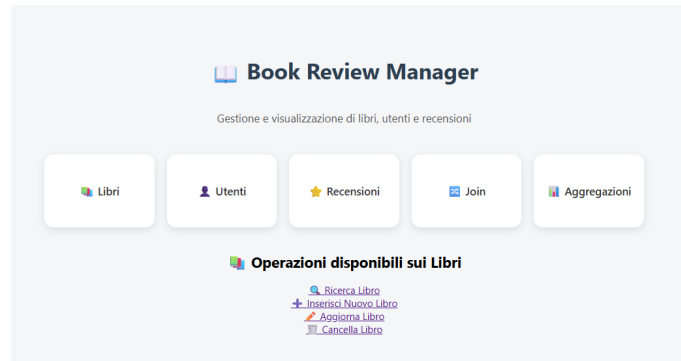 📖 Book Review Manager
Gestione e visualizzazione di libri, utenti e recensioni
📚 Libri
👤 Utenti
⭐ Recensioni
🔀 Join
📊 Aggregazioni
📚 Operazioni disponibili sui Libri
🔍 Ricerca Libro
➕ Inserisci Nuovo Libro
✏️ Aggiorna Libro
🗑️ Cancella Libro